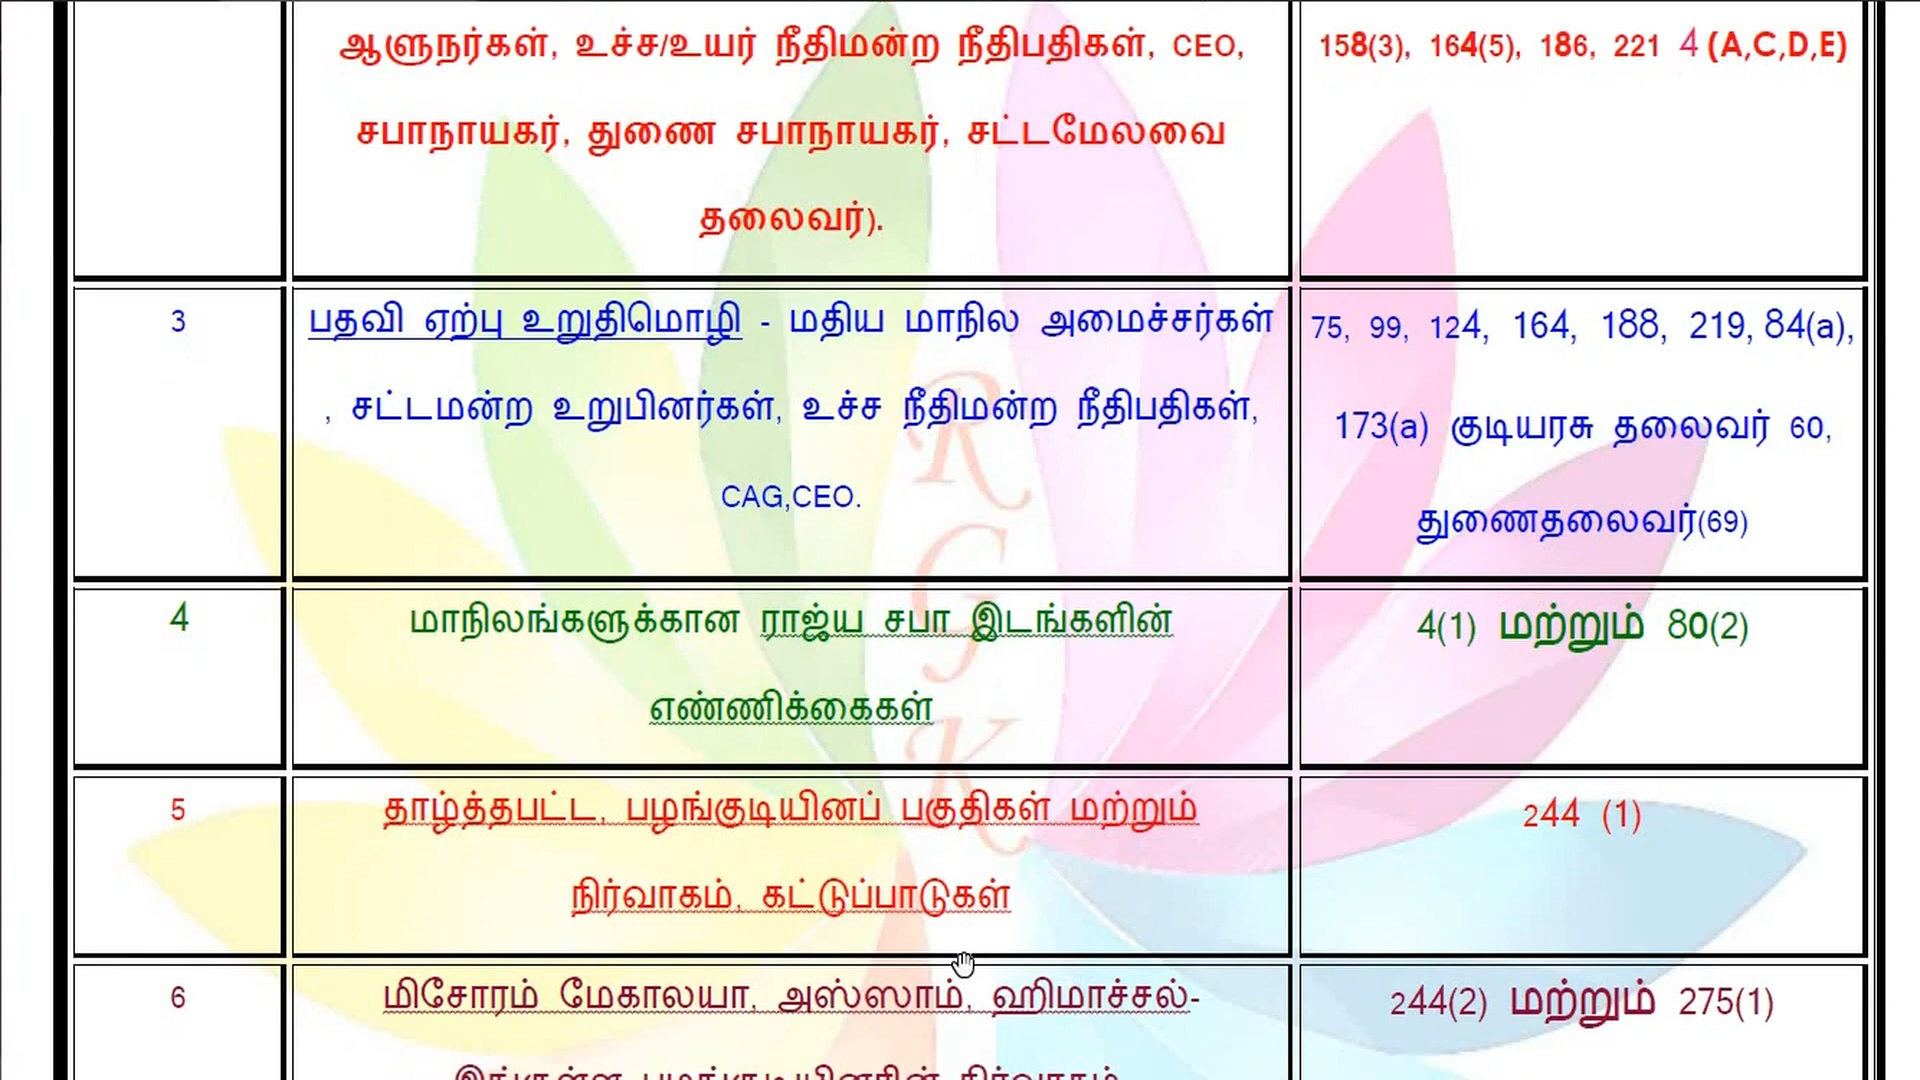 ஆளுநர்கள், உச்ச/உயர் நீதிமன்ற நீதிபதிகள், CEO,
சபாநாயகர், துணை சபாநாயகர், சட்டமேலவை
தலைவர்).
158(3), 164(5), 186, 221 4 (A,C,D,E)
3
பதவி ஏற்பு உறுதிமொழி - மதிய மாநில அமைச்சர்கள்
, சட்டமன்ற உறுபினர்கள், உச்ச நீதிமன்ற நீதிபதிகள்,
CAG,CEO.
75, 99, 124, 164, 188, 219, 84(a),
173(a) குடியரசு தலைவர் 60,
துணைதலைவர்(69)
4
மாநிலங்களுக்கான ராஜ்ய சபா இடங்களின்
எண்ணிக்கைகள்
4(1) மற்றும் 80(2)
5
தாழ்த்தபட்ட, பழங்குடியினப் பகுதிகள் மற்றும்
நிர்வாகம், கட்டுப்பாடுகள்
244 (1)
6
மிசோரம் மேகாலயா, அஸ்ஸாம், ஹிமாச்சல்-
இங்குள்ள பழங்குடியினரின் நிர்வாகம்
244(2) மற்றும் 275(1)
R
G
J
K